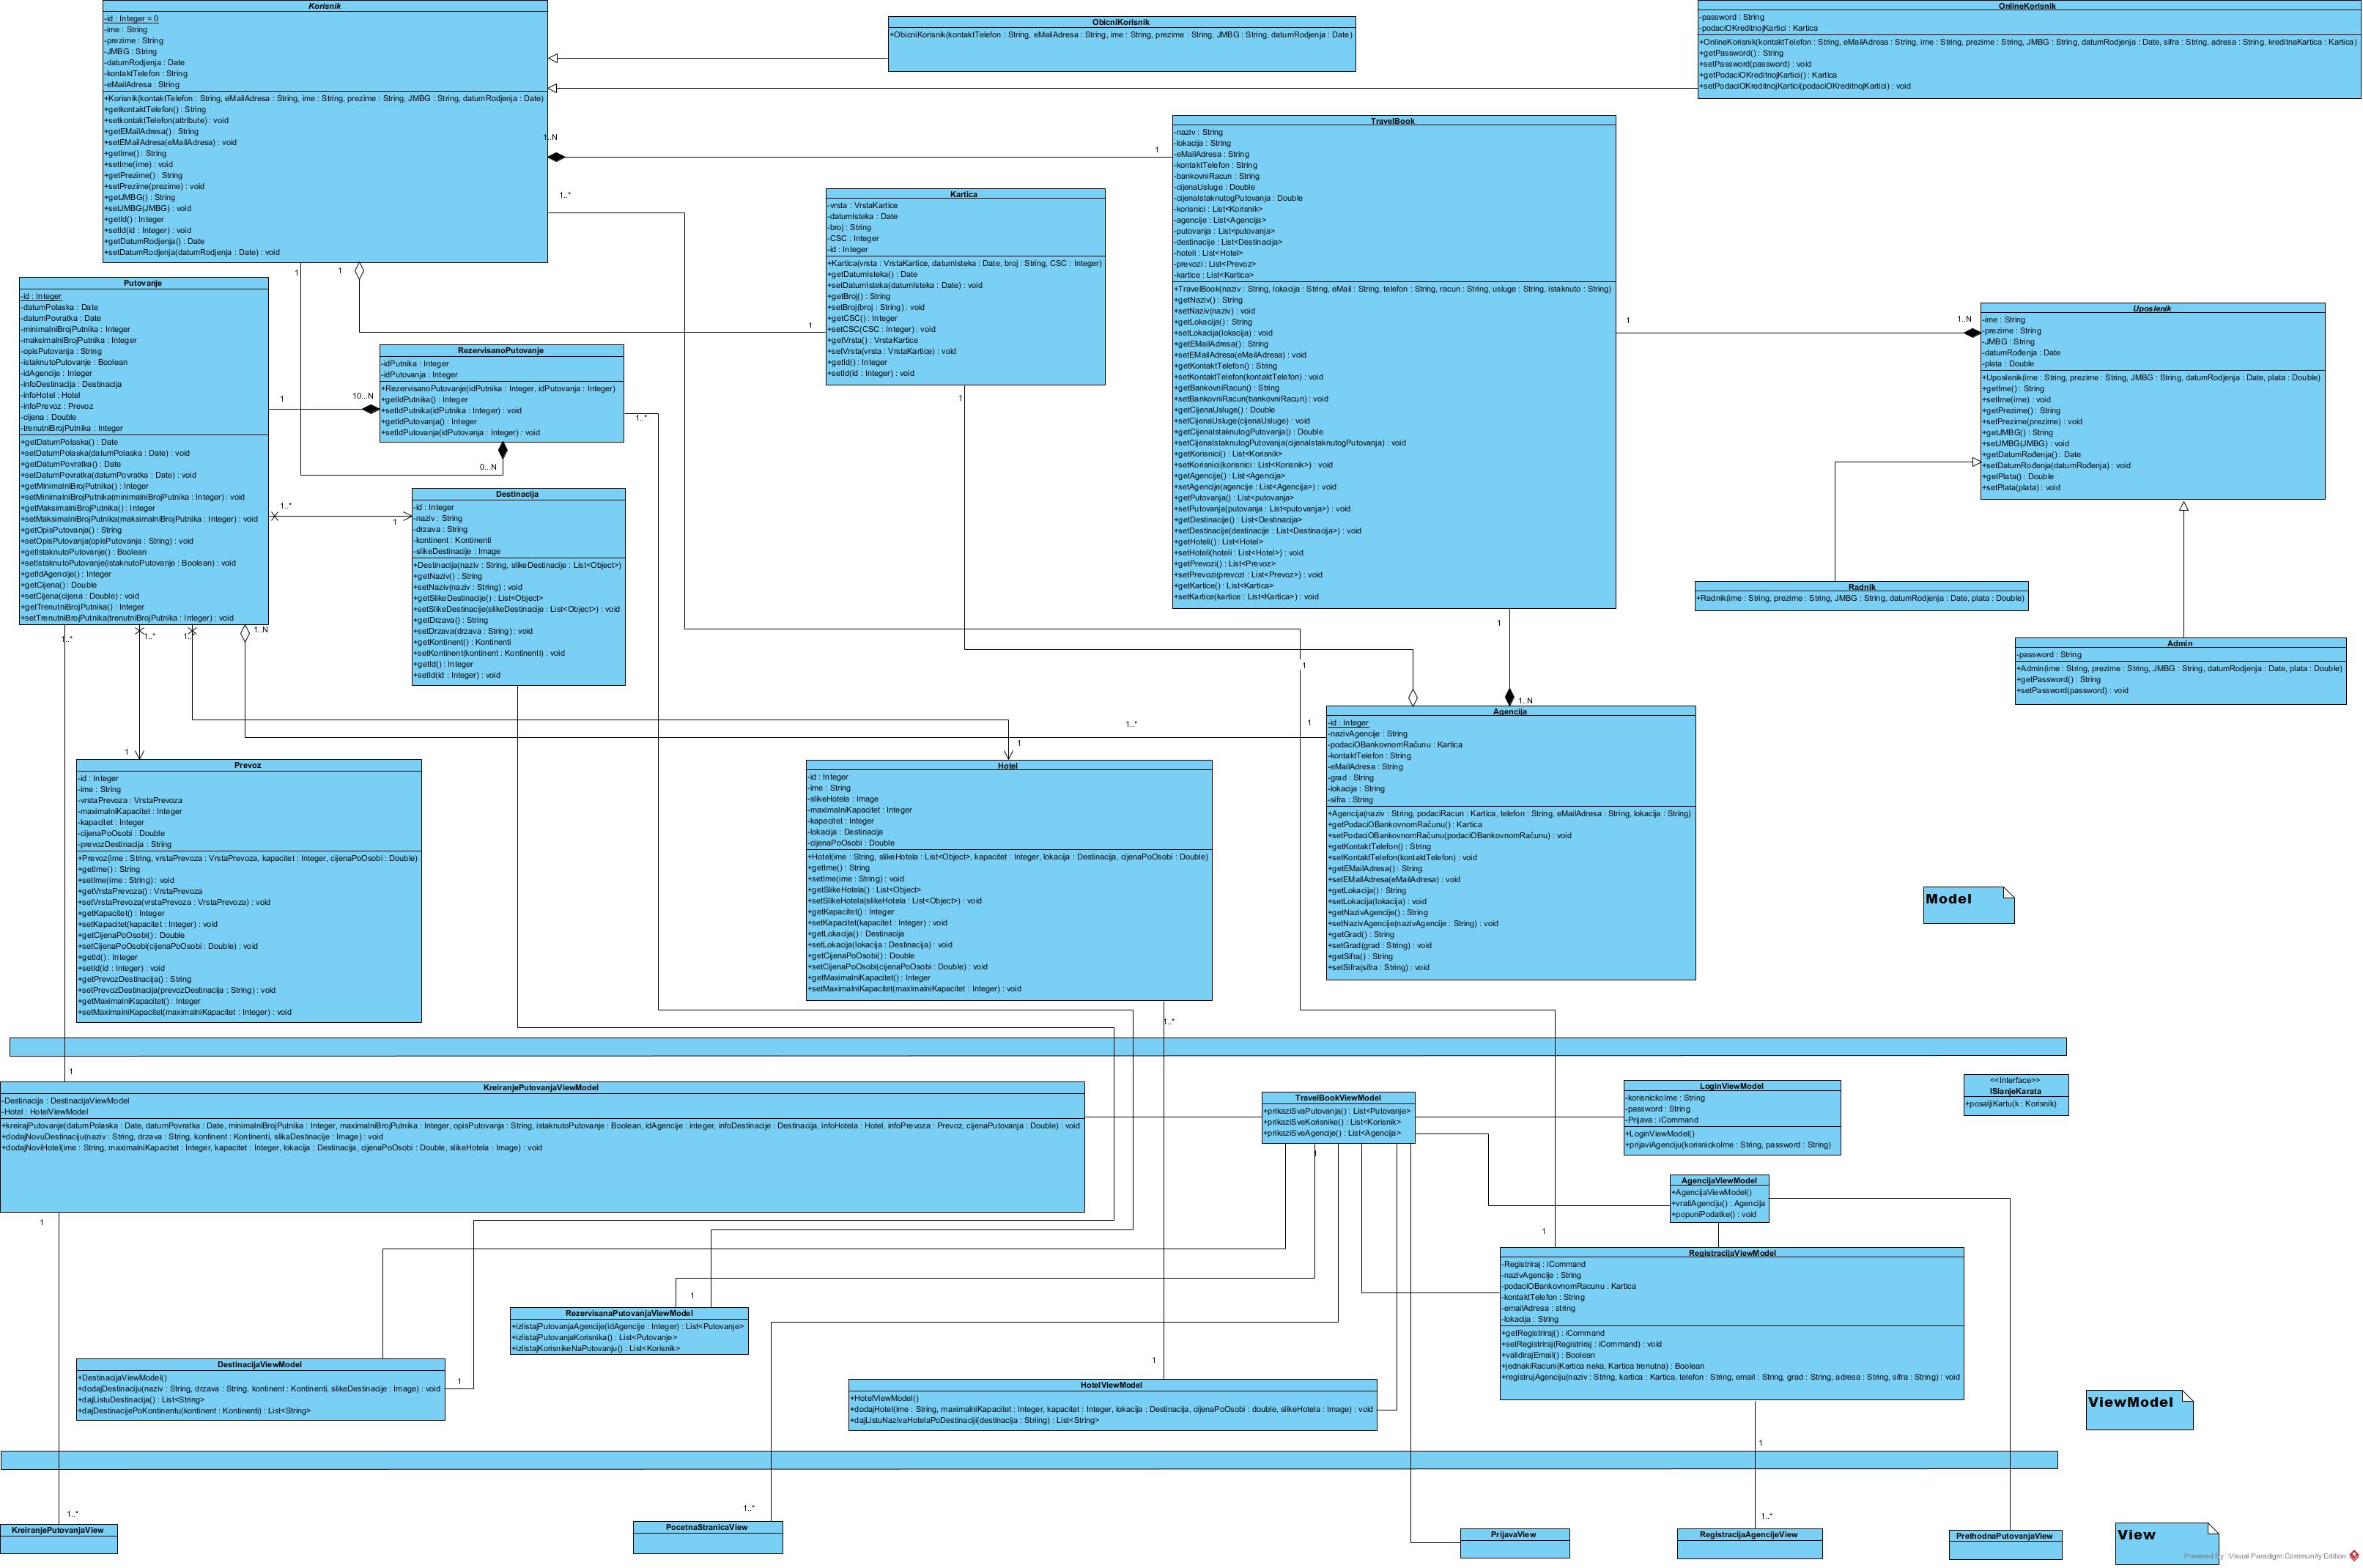 Korisnik
-id : Integer = 0
-ime : String
-prezime : String
-JMBG : String
-datumRodjenja : Date
-kontaktTelefon : String
-eMailAdresa : String
+Korisnik(kontaktTelefon : String, eMailAdresa : String, ime : String, prezime : String, JMBG : String, datumRodjenja : Date)
+getkontaktTelefon() : String
+setkontaktTelefon(attribute) : void
+getEMailAdresa() : String
+setEMailAdresa(eMailAdresa) : void
+getIme() : String
+setIme(ime) : void
+getPrezime() : String
+setPrezime(prezime) : void
+getJMBG() : String
+setJMBG(JMBG) : void
+getId() : Integer
+setId(id : Integer) : void
+getDatumRodjenja() : Date
+setDatumRodjenja(datumRodjenja : Date) : void
ObicniKorisnik
+ObicniKorisnik(kontaktTelefon : String, eMailAdresa : String, ime : String, prezime : String, JMBG : String, datumRodjenja : Date)
OnlineKorisnik
-password : String
-podaciOKreditnojKartici : Kartica
+OnlineKorisnik(kontaktTelefon : String, eMailAdresa : String, ime : String, prezime : String, JMBG : String, datumRodjenja : Date, sifra : String, adresa : String, kreditnaKartica : Kartica)
+getPassword() : String
+setPassword(password) : void
+getPodaciOKreditnojKartici() : Kartica
+setPodaciOKreditnojKartici(podaciOKreditnojKartici) : void
1..N
1
1..*
1
1
1
TravelBook
-naziv : String
-lokacija : String
-eMailAdresa : String
-kontaktTelefon : String
-bankovniRacun : String
-cijenaUsluge : Double
-cijenaIstaknutogPutovanja : Double
-korisnici : List<Korisnik>
-agencije : List<Agencija>
-putovanja : List<putovanja>
-destinacije : List<Destinacija>
-hoteli : List<Hotel>
-prevozi : List<Prevoz>
-kartice : List<Kartica>
+TravelBook(naziv : String, lokacija : String, eMail : String, telefon : String, racun : String, usluge : String, istaknuto : String)
+getNaziv() : String
+setNaziv(naziv) : void
+getLokacija() : String
+setLokacija(lokacija) : void
+getEMailAdresa() : String
+setEMailAdresa(eMailAdresa) : void
+getKontaktTelefon() : String
+setKontaktTelefon(kontaktTelefon) : void
+getBankovniRacun() : String
+setBankovniRacun(bankovniRacun) : void
+getCijenaUsluge() : Double
+setCijenaUsluge(cijenaUsluge) : void
+getCijenaIstaknutogPutovanja() : Double
+setCijenaIstaknutogPutovanja(cijenaIstaknutogPutovanja) : void
+getKorisnici() : List<Korisnik>
+setKorisnici(korisnici : List<Korisnik>) : void
+getAgencije() : List<Agencija>
+setAgencije(agencije : List<Agencija>) : void
+getPutovanja() : List<putovanja>
+setPutovanja(putovanja : List<putovanja>) : void
+getDestinacije() : List<Destinacija>
+setDestinacije(destinacije : List<Destinacija>) : void
+getHoteli() : List<Hotel>
+setHoteli(hoteli : List<Hotel>) : void
+getPrevozi() : List<Prevoz>
+setPrevozi(prevozi : List<Prevoz>) : void
+getKartice() : List<Kartica>
+setKartice(kartice : List<Kartica>) : void
Kartica
-vrsta : VrstaKartice
-datumIsteka : Date
-broj : String
-CSC : Integer
-id : Integer
+Kartica(vrsta : VrstaKartice, datumIsteka : Date, broj : String, CSC : Integer)
+getDatumIsteka() : Date
+setDatumIsteka(datumIsteka : Date) : void
+getBroj() : String
+setBroj(broj : String) : void
+getCSC() : Integer
+setCSC(CSC : Integer) : void
+getVrsta() : VrstaKartice
+setVrsta(vrsta : VrstaKartice) : void
+getId() : Integer
+setId(id : Integer) : void
1
Putovanje
-id : Integer
-datumPolaska : Date
-datumPovratka : Date
-minimalniBrojPutnika : Integer
-maksimalniBrojPutnika : Integer
-opisPutovanja : String
-istaknutoPutovanje : Boolean
-idAgencije : Integer
-infoDestinacija : Destinacija
-infoHotel : Hotel
-infoPrevoz : Prevoz
-cijena : Double
-trenutniBrojPutnika : Integer
+getDatumPolaska() : Date
+setDatumPolaska(datumPolaska : Date) : void
+getDatumPovratka() : Date
+setDatumPovratka(datumPovratka : Date) : void
+getMinimalniBrojPutnika() : Integer
+setMinimalniBrojPutnika(minimalniBrojPutnika : Integer) : void
+getMaksimalniBrojPutnika() : Integer
+setMaksimalniBrojPutnika(maksimalniBrojPutnika : Integer) : void
+getOpisPutovanja() : String
+setOpisPutovanja(opisPutovanja : String) : void
+getIstaknutoPutovanje() : Boolean
+setIstaknutoPutovanje(istaknutoPutovanje : Boolean) : void
+getIdAgencije() : Integer
+getCijena() : Double
+setCijena(cijena : Double) : void
+getTrenutniBrojPutnika() : Integer
+setTrenutniBrojPutnika(trenutniBrojPutnika : Integer) : void
RezervisanoPutovanje
-idPutnika : Integer
-idPutovanja : Integer
+RezervisanoPutovanje(idPutnika : Integer, idPutovanja : Integer)
+getIdPutnika() : Integer
+setIdPutnika(idPutnika : Integer) : void
+getIdPutovanja() : Integer
+setIdPutovanja(idPutovanja : Integer) : void
1
10...N
1..*
0...N
Destinacija
-id : Integer
-naziv : String
-drzava : String
-kontinent : Kontinenti
-slikeDestinacije : Image
+Destinacija(naziv : String, slikeDestinacije : List<Object>)
+getNaziv() : String
+setNaziv(naziv : String) : void
+getSlikeDestinacije() : List<Object>
+setSlikeDestinacije(slikeDestinacije : List<Object>) : void
+getDrzava() : String
+setDrzava(drzava : String) : void
+getKontinent() : Kontinenti
+setKontinent(kontinent : Kontinenti) : void
+getId() : Integer
+setId(id : Integer) : void
1..*
1
1
1..N
Uposlenik
-ime : String
-prezime : String
-JMBG : String
-datumRođenja : Date
-plata : Double
+Uposlenik(ime : String, prezime : String, JMBG : String, datumRodjenja : Date, plata : Double)
+getIme() : String
+setIme(ime) : void
+getPrezime() : String
+setPrezime(prezime) : void
+getJMBG() : String
+setJMBG(JMBG) : void
+getDatumRođenja() : Date
+setDatumRođenja(datumRođenja) : void
+getPlata() : Double
+setPlata(plata) : void
Radnik
+Radnik(ime : String, prezime : String, JMBG : String, datumRodjenja : Date, plata : Double)
Admin
-password : String
+Admin(ime : String, prezime : String, JMBG : String, datumRodjenja : Date, plata : Double)
+getPassword() : String
+setPassword(password) : void
1..*
1..*
1..N
1
1
1..N
1..*
1
1
1
Agencija
-id : Integer
-nazivAgencije : String
-podaciOBankovnomRačunu : Kartica
-kontaktTelefon : String
-eMailAdresa : String
-grad : String
-lokacija : String
-sifra : String
+Agencija(naziv : String, podaciRacun : Kartica, telefon : String, eMailAdresa : String, lokacija : String)
+getPodaciOBankovnomRačunu() : Kartica
+setPodaciOBankovnomRačunu(podaciOBankovnomRačunu) : void
+getKontaktTelefon() : String
+setKontaktTelefon(kontaktTelefon) : void
+getEMailAdresa() : String
+setEMailAdresa(eMailAdresa) : void
+getLokacija() : String
+setLokacija(lokacija) : void
+getNazivAgencije() : String
+setNazivAgencije(nazivAgencije : String) : void
+getGrad() : String
+setGrad(grad : String) : void
+getSifra() : String
+setSifra(sifra : String) : void
Prevoz
-id : Integer
-ime : String
-vrstaPrevoza : VrstaPrevoza
-maximalniKapacitet : Integer
-kapacitet : Integer
-cijenaPoOsobi : Double
-prevozDestinacija : String
+Prevoz(ime : String, vrstaPrevoza : VrstaPrevoza, kapacitet : Integer, cijenaPoOsobi : Double)
+getIme() : String
+setIme(ime : String) : void
+getVrstaPrevoza() : VrstaPrevoza
+setVrstaPrevoza(vrstaPrevoza : VrstaPrevoza) : void
+getKapacitet() : Integer
+setKapacitet(kapacitet : Integer) : void
+getCijenaPoOsobi() : Double
+setCijenaPoOsobi(cijenaPoOsobi : Double) : void
+getId() : Integer
+setId(id : Integer) : void
+getPrevozDestinacija() : String
+setPrevozDestinacija(prevozDestinacija : String) : void
+getMaximalniKapacitet() : Integer
+setMaximalniKapacitet(maximalniKapacitet : Integer) : void
Hotel
-id : Integer
-ime : String
-slikeHotela : Image
-maximalniKapacitet : Integer
-kapacitet : Integer
-lokacija : Destinacija
-cijenaPoOsobi : Double
+Hotel(ime : String, slikeHotela : List<Object>, kapacitet : Integer, lokacija : Destinacija, cijenaPoOsobi : Double)
+getIme() : String
+setIme(ime : String) : void
+getSlikeHotela() : List<Object>
+setSlikeHotela(slikeHotela : List<Object>) : void
+getKapacitet() : Integer
+setKapacitet(kapacitet : Integer) : void
+getLokacija() : Destinacija
+setLokacija(lokacija : Destinacija) : void
+getCijenaPoOsobi() : Double
+setCijenaPoOsobi(cijenaPoOsobi : Double) : void
+getMaximalniKapacitet() : Integer
+setMaximalniKapacitet(maximalniKapacitet : Integer) : void
Model
1..*
1
KreiranjePutovanjaViewModel
-Destinacija : DestinacijaViewModel
-Hotel : HotelViewModel
+kreirajPutovanje(datumPolaska : Date, datumPovratka : Date, minimalniBrojPutnika : Integer, maximalniBrojPutnika : Integer, opisPutovanja : String, istaknutoPutovanje : Boolean, idAgencije : integer, infoDestinacije : Destinacija, infoHotela : Hotel, infoPrevoza : Prevoz, cijenaPutovanja : Double) : void
+dodajNovuDestinaciju(naziv : String, drzava : String, kontinent : Kontinenti, slikaDestinacije : Image) : void
+dodajNoviHotel(ime : String, maximalniKapacitet : Integer, kapacitet : Integer, lokacija : Destinacija, cijenaPoOsobi : Double, slikeHotela : Image) : void
TravelBookViewModel
+prikaziSvaPutovanja() : List<Putovanje>
+prikaziSveKorisnike() : List<Korisnik>
+prikaziSveAgencije() : List<Agencija>
1
LoginViewModel
-korisnickoIme : String
-password : String
-Prijava : iCommand
+LoginViewModel()
+prijaviAgenciju(korisnickoIme : String, password : String)
<<Interface>>
ISlanjeKarata
+posaljiKartu(k : Korisnik)
AgencijaViewModel
+AgencijaViewModel()
+vratiAgenciju() : Agencija
+popuniPodatke() : void
1
1
RegistracijaViewModel
-Registriraj : iCommand
-nazivAgencije : String
-podaciOBankovnomRacunu : Kartica
-kontaktTelefon : String
-emailAdresa : string
-lokacija : String
+getRegistriraj() : iCommand
+setRegistriraj(Registriraj : iCommand) : void
+validirajEmail() : Boolean
+jednakiRacuni(Kartica neka, Kartica trenutna) : Boolean
+registrujAgenciju(naziv : String, kartica : Kartica, telefon : String, email : String, grad : String, adresa : String, sifra : String) : void
1
RezervisanaPutovanjaViewModel
+izlistajPutovanjaAgencije(idAgencije : Integer) : List<Putovanje>
+izlistajPutovanjaKorisnika() : List<Putovanje>
+izlistajKorisnikeNaPutovanju() : List<Korisnik>
DestinacijaViewModel
+DestinacijaViewModel()
+dodajDestinaciju(naziv : String, drzava : String, kontinent : Kontinenti, slikeDestinacije : Image) : void
+dajListuDestinacija() : List<String>
+dajDestinacijePoKontinentu(kontinent : Kontinenti) : List<String>
1
1
HotelViewModel
+HotelViewModel()
+dodajHotel(ime : String, maximalniKapacitet : Integer, kapacitet : Integer, lokacija : Destinacija, cijenaPoOsobi : double, slikeHotela : Image) : void
+dajListuNazivaHotelaPoDestinaciji(destinacija : String) : List<String>
ViewModel
1
1..*
1..*
1..*
KreiranjePutovanjaView
PocetnaStranicaView
PrijavaView
RegistracijaAgencijeView
PrethodnaPutovanjaView
View
Powered By Visual Paradigm Community Edition